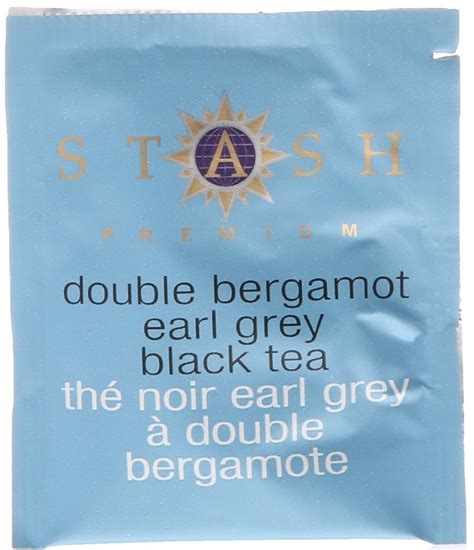 STASH
PREMIUM
double bergamot
earl grey
black tea
thé noir earl grey
à double
bergamote